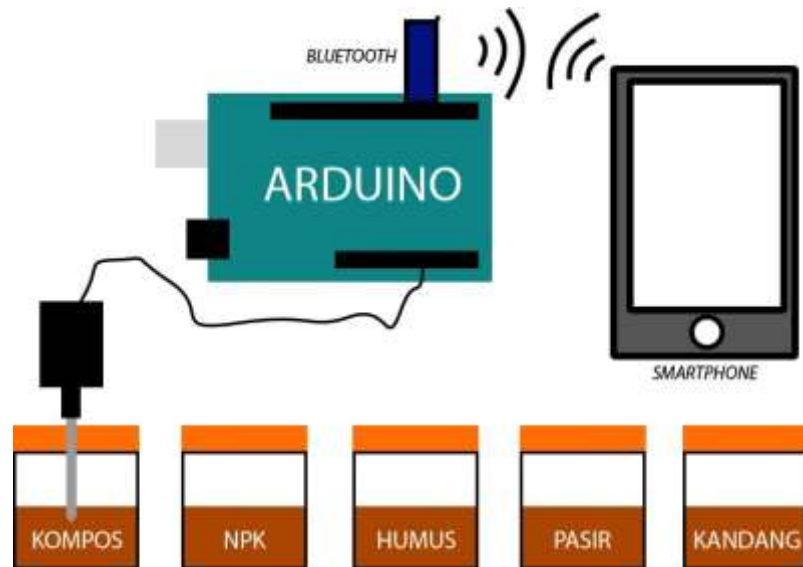 BLUETOOTH
ARDUINO
SMARTPHONE
KOMPOS
NPK
HUMUS
PASIR
KANDANG